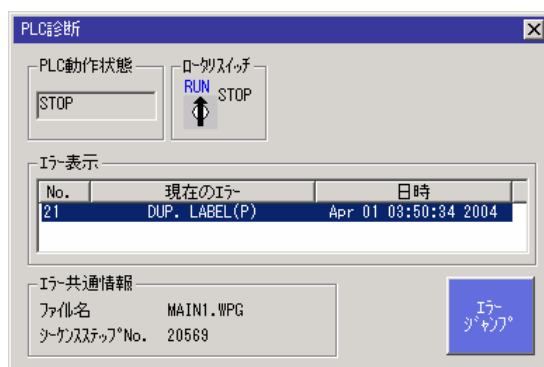 PLC診断
PLC動作状態
STOP
ロータリスイッチ
RUN
STOP
エラー表示
No. 現在のエラー 日時
21 DUP. LABEL(P) Apr 01 03:50:34 2004
エラー共通情報
ファイル名 MAIN1.WPG
シーケンスステップNo. 20569
エラー
ジャンプ